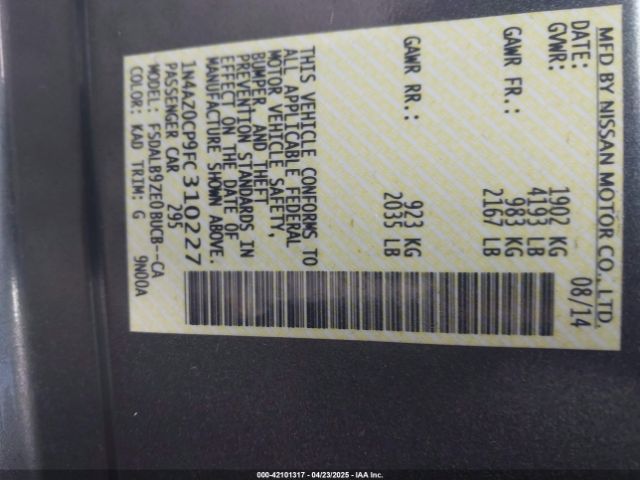 MFD BY NISSAN MOTOR CO., LTD.
DATE: 08/14
GVWR: 1902 KG
4193 LB
GAWR FR.: 983 KG
2167 LB
GAWR RR.: 923 KG
2035 LB
THIS VEHICLE CONFORMS TO
ALL APPLICABLE FEDERAL
MOTOR VEHICLE SAFETY,
BUMPER, AND THEFT
PREVENTION STANDARDS IN
EFFECT ON THE DATE OF
MANUFACTURE SHOWN ABOVE.
1N4AZ0CP9FC310227
PASSENGER CAR 295
MODEL: FSDALB9ZE0BUCB--CA
COLOR: KAD TRIM: G 9N00A
000-42101317 - 04/23/2025 - IAA Inc.